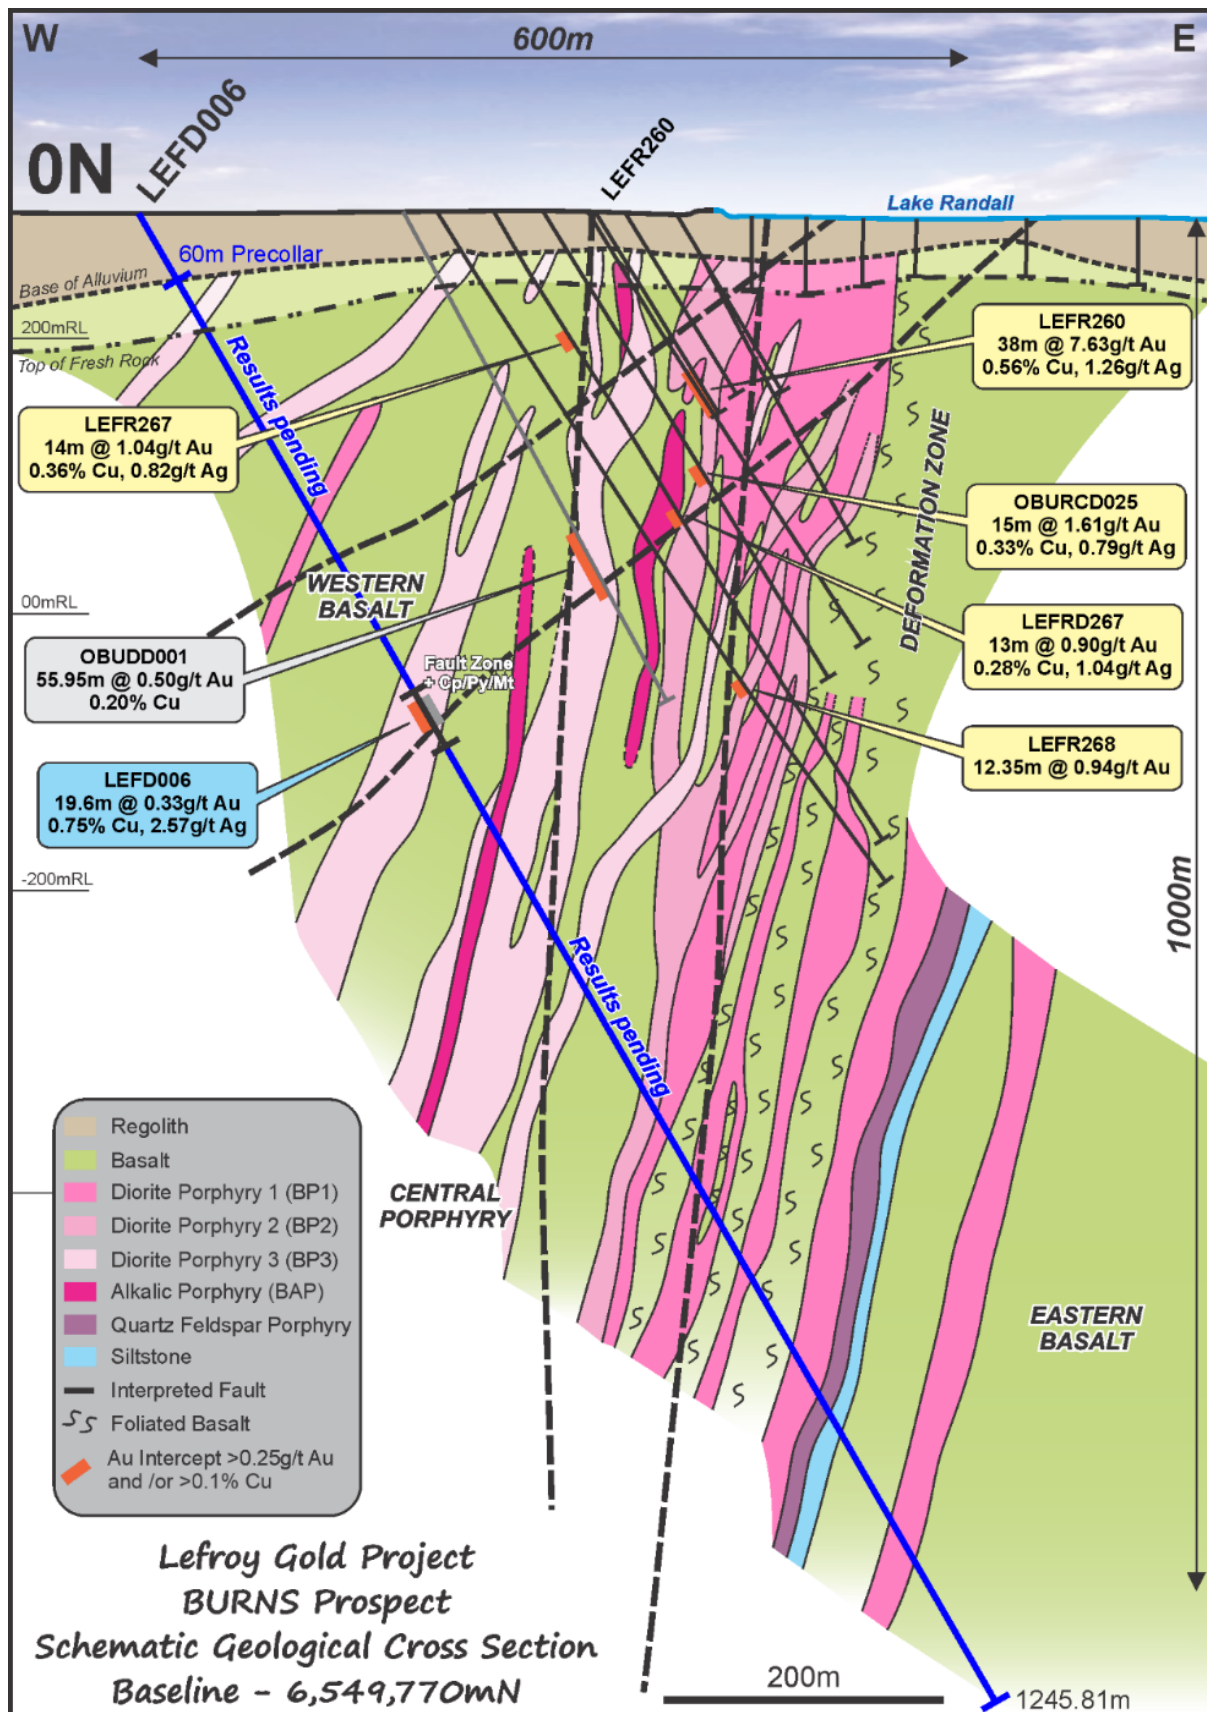 W
600m
E
LEFD006
LEFR260
0N
Lake Randall
60m Precollar
Base of Alluvium
200mRL
Top of Fresh Rock
Results pending
LEFR260
38m @ 7.63g/t Au
0.56% Cu, 1.26g/t Ag
LEFR267
14m @ 1.04g/t Au
0.36% Cu, 0.82g/t Ag
DEFORMATION ZONE
OBURCD025
15m @ 1.61g/t Au
0.33% Cu, 0.79g/t Ag
WESTERN
BASALT
00mRL
LEFRD267
13m @ 0.90g/t Au
0.28% Cu, 1.04g/t Ag
OBUDD001
55.95m @ 0.50g/t Au
0.20% Cu
Fault Zone
+ Cp/Py/Mt
LEFR268
12.35m @ 0.94g/t Au
LEFD006
19.6m @ 0.33g/t Au
0.75% Cu, 2.57g/t Ag
-200mRL
1000m
Results pending
Regolith
Basalt
Diorite Porphyry 1 (BP1)
Diorite Porphyry 2 (BP2)
Diorite Porphyry 3 (BP3)
Alkalic Porphyry (BAP)
Quartz Feldspar Porphyry
Siltstone
Interpreted Fault
Foliated Basalt
Au Intercept >0.25g/t Au
and /or >0.1% Cu
CENTRAL
PORPHYRY
EASTERN
BASALT
Lefroy Gold Project
BURNS Prospect
Schematic Geological Cross Section
Baseline - 6,549,770mN
200m
1245.81m